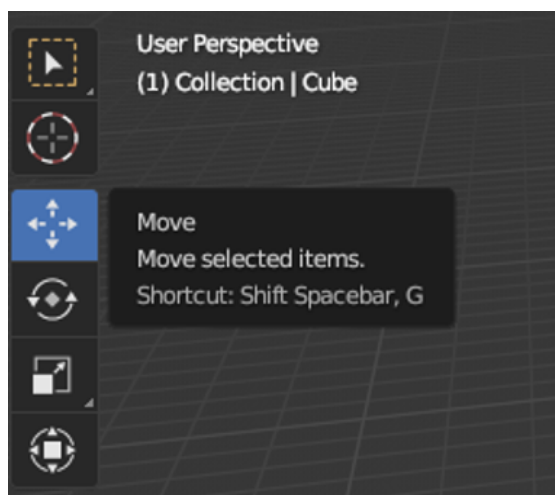 User Perspective
(1) Collection | Cube
Move
Move selected items.
Shortcut: Shift Spacebar, G